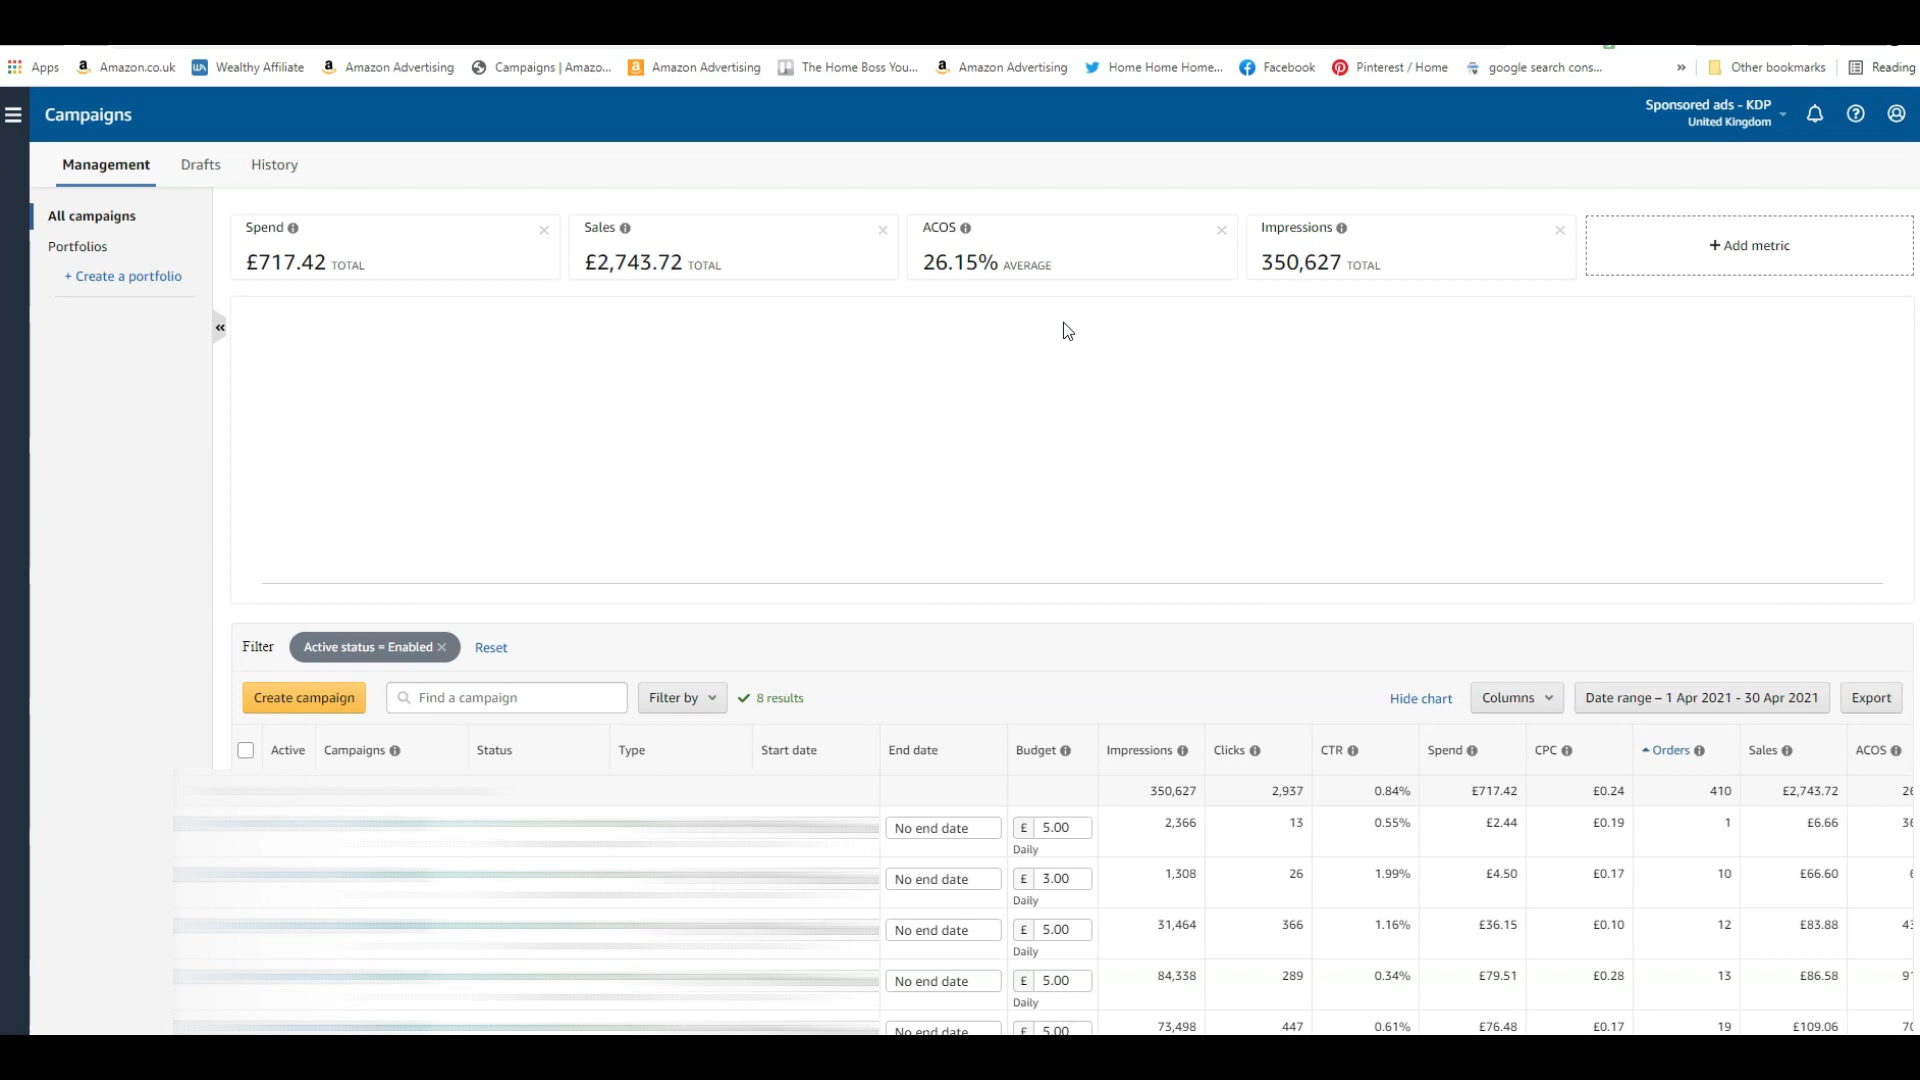 Apps Amazon.co.uk Wealthy Affiliate Amazon Advertising Campaigns | Amazo... Amazon Advertising The Home Boss You... Amazon Advertising Home Home Home... Facebook Pinterest / Home google search cons... » Other bookmarks Reading
Campaigns
Sponsored ads - KDP
United Kingdom
Management Drafts History
All campaigns
Portfolios
+ Create a portfolio
«
Spend
£717.42 TOTAL
Sales
£2,743.72 TOTAL
ACOS
26.15% AVERAGE
Impressions
350,627 TOTAL
+ Add metric
Filter Active status = Enabled × Reset
Create campaign Find a campaign Filter by 8 results Hide chart Columns Date range – 1 Apr 2021 - 30 Apr 2021 Export
Active Campaigns Status Type Start date End date Budget Impressions Clicks CTR Spend CPC Orders Sales ACOS
350,627 2,937 0.84% £717.42 £0.24 410 £2,743.72
No end date £ 5.00 2,366 13 0.55% £2.44 £0.19 1 £6.66
Daily
No end date £ 3.00 1,308 26 1.99% £4.50 £0.17 10 £66.60
Daily
No end date £ 5.00 31,464 366 1.16% £36.15 £0.10 12 £83.88
Daily
No end date £ 5.00 84,338 289 0.34% £79.51 £0.28 13 £86.58
Daily
No end date £ 5.00 73,498 447 0.61% £76.48 £0.17 19 £109.06